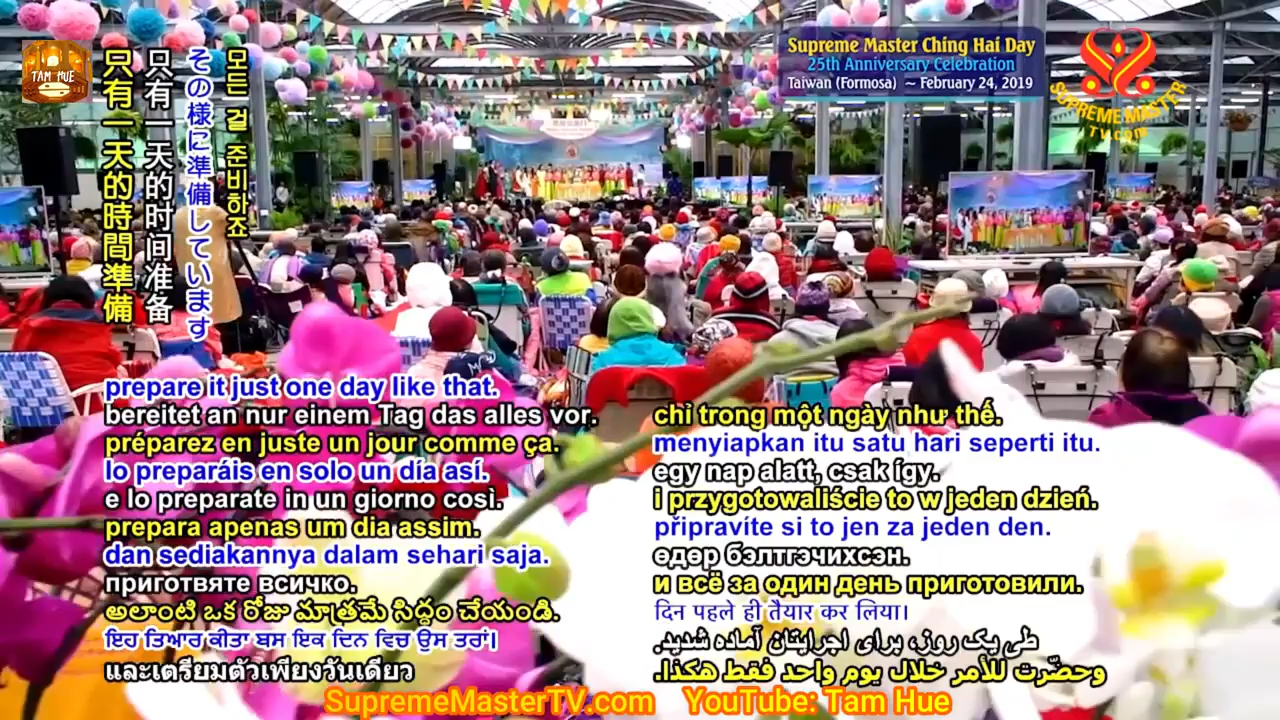 TAM HUE
Supreme Master Ching Hai Day
25th Anniversary Celebration
Taiwan (Formosa) ~ February 24, 2019
SUPREME MASTER
TV.com
모든 걸 준비하죠
その様に準備しています
只有一天的时间准备
只有一天的時間準備
prepare it just one day like that.
bereitet an nur einem Tag das alles vor.
préparez en juste un jour comme ça.
lo preparáis en solo un día así.
e lo preparate in un giorno così.
prepara apenas um dia assim.
dan sediakannya dalam sehari saja.
приготвяте всичко.
అలాంటి ఒక రోజు మాత్రమే సిద్ధం చేయండి.
ਇਹ ਤਿਆਰ ਕੀਤਾ ਬਸ ਇਕ ਦਿਨ ਵਿਚ ਉਸ ਤਰਾਂ।
และเตรียมตัวเพียงวันเดียว
chỉ trong một ngày như thế.
menyiapkan itu satu hari seperti itu.
egy nap alatt, csak így.
i przygotowaliście to w jeden dzień.
připravíte si to jen za jeden den.
өдөр бэлтгэчихсэн.
и всё за один день приготовили.
दिन पहले ही तैयार कर लिया।
طی یک روز، برای اجرایتان آماده شدید.
وحضّرت للأمر خلال يوم واحد فقط هكذا.
SupremeMasterTV.com YouTube: Tam Hue